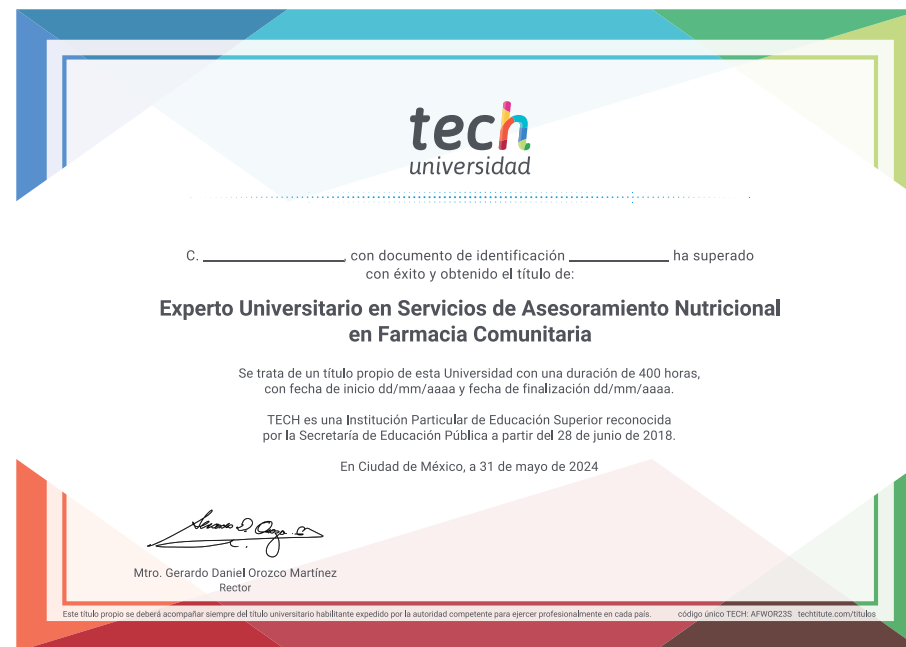 tech
universidad
C. ____________, con documento de identificación ____________ ha superado
con éxito y obtenido el título de:
Experto Universitario en Servicios de Asesoramiento Nutricional
en Farmacia Comunitaria
Se trata de un título propio de esta Universidad con una duración de 400 horas,
con fecha de inicio dd/mm/aaaa y fecha de finalización dd/mm/aaaa.
TECH es una Institución Particular de Educación Superior reconocida
por la Secretaría de Educación Pública a partir del 28 de junio de 2018.
En Ciudad de México, a 31 de mayo de 2024
Mtro. Gerardo Daniel Orozco Martínez
Rector
Este título propio se deberá acompañar siempre del título universitario habilitante expedido por la autoridad competente para ejercer profesionalmente en cada país. código único TECH: AFWOR23S techtitute.com/titulos